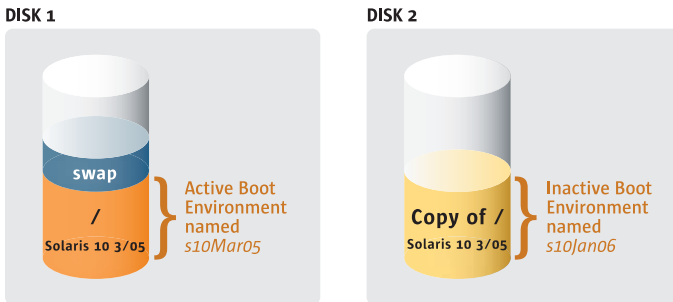 DISK 1
swap
/
Solaris 10 3/05
Active Boot
Environment
named
s10Mar05
DISK 2
Copy of /
Solaris 10 3/05
Inactive Boot
Environment
named
s10Jan06